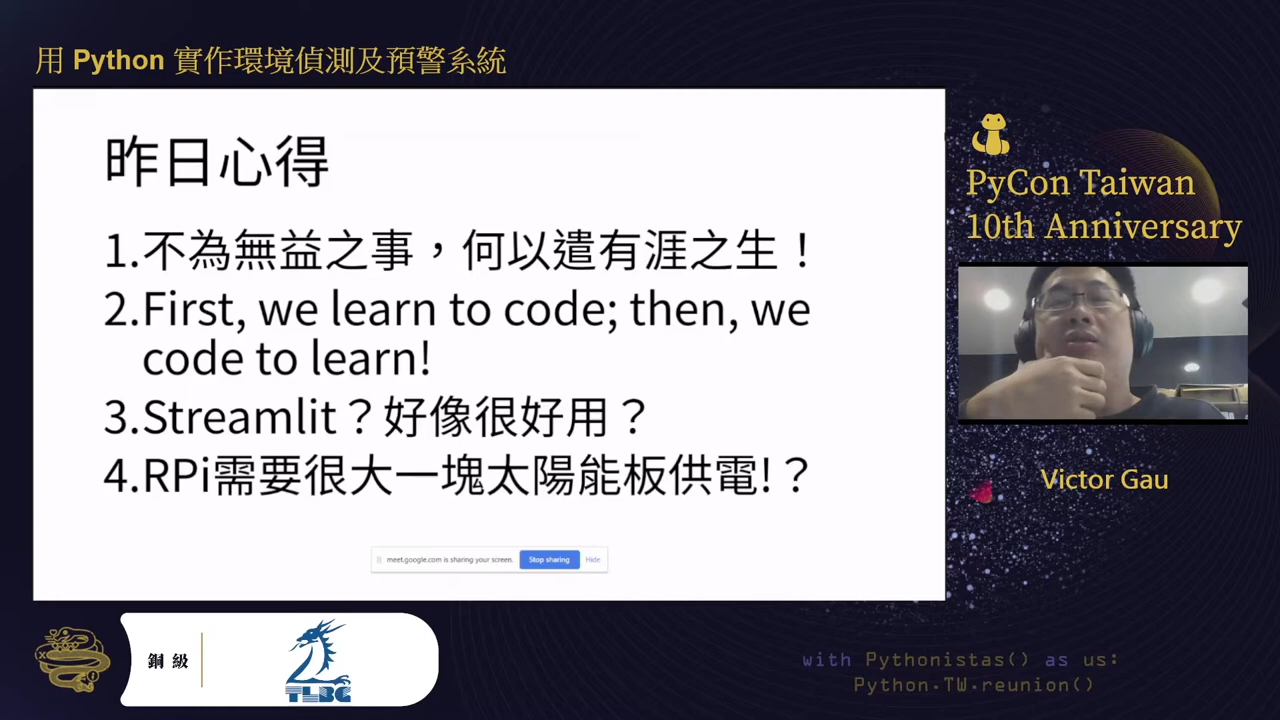 用 Python 實作環境偵測及預警系統
昨日心得
1.不為無益之事，何以遣有涯之生！
2.First, we learn to code; then, we
code to learn!
3.Streamlit？好像很好用？
4.RPi需要很大一塊太陽能板供電!？
meet.google.com is sharing your screen.
Stop sharing
Hide
PyCon Taiwan
10th Anniversary
Victor Gau
銅級
TLBC
with Pythonistas() as us:
Python.TW.reunion()